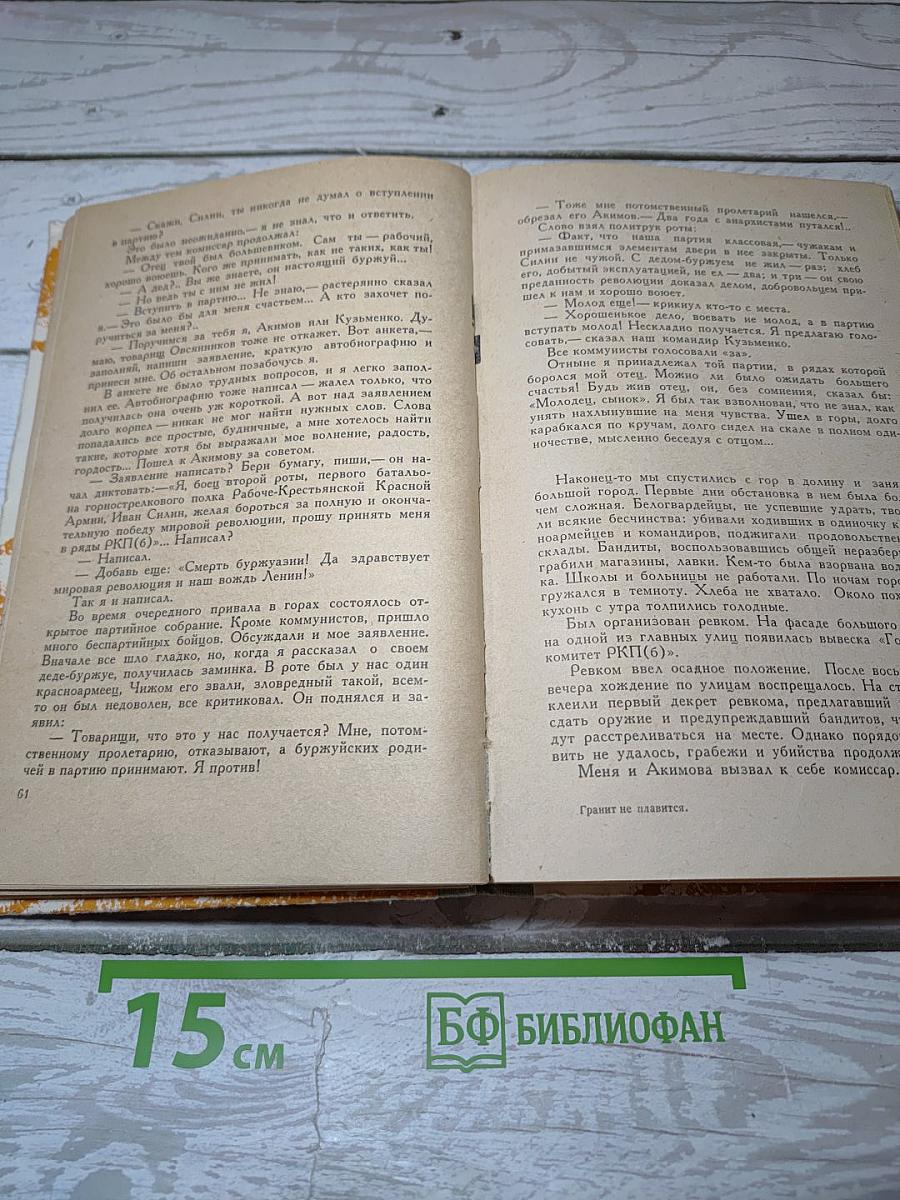 — Скажи, Силин, ты никогда не думал о вступлении
в партию?
Это было неожиданно,— я не знал, что и ответить.
Между тем комиссар продолжал:
— Отец твой был большевиком. Сам ты — рабочий,
хорошо воюешь. Кого же принимать, как не таких, как ты!
— А дед?.. Вы же знаете, он настоящий буржуй...
— Но ведь ты с ним не жил!
— Вступить в партию... Не знаю,— растерянно сказал
я.— Это было бы для меня счастьем... А кто захочет по-
ручиться за меня?..
— Поручимся за тебя я, Акимов или Кузьменко. Ду-
маю, товарищ Овсянников тоже не откажет. Вот анкета,—
заполняй, напиши заявление, краткую автобиографию и
принеси мне. Об остальном позабочусь я.
В анкете не было трудных вопросов, и я легко запол-
нил ее. Автобиографию тоже написал — жалел только, что
получилась она очень уж короткой. А вот над заявлением
долго корпел — никак не мог найти нужных слов. Слова
попадались все простые, будничные, а мне хотелось найти
такие, которые хотя бы выражали мое волнение, радость,
гордость... Пошел к Акимову за советом.
— Заявление написать? Бери бумагу, пиши,— он на-
чал диктовать:—«Я, боец второй роты, первого батальо-
на горнострелкового полка Рабоче-Крестьянской Красной
Армии, Иван Силин, желая бороться за полную и оконча-
тельную победу мировой революции, прошу принять меня
в ряды РКП(б)»... Написал?
— Написал.
— Добавь еще: «Смерть буржуазии! Да здравствует
мировая революция и наш вождь Ленин!»
Так я и написал.
Во время очередного привала в горах состоялось от-
крытое партийное собрание. Кроме коммунистов, пришло
много беспартийных бойцов. Обсуждали и мое заявление.
Вначале все шло гладко, но, когда я рассказал о своем
деде-буржуе, получилась заминка. В роте был у нас один
красноармеец, Чижом его звали, зловредный такой, всем-
то он был недоволен, все критиковал. Он поднялся и за-
явил:
— Товарищи, что это у нас получается? Мне, потом-
ственному пролетарию, отказывают, а буржуйских роди-
чей в партию принимают. Я против!
61
— Тоже мне потомственный пролетарий нашелся,—
обрезал его Акимов.— Два года с анархистами путался!..
Слово взял политрук роты:
— Факт, что наша партия классовая,— чужакам и
примазавшимся элементам двери в нее закрыты. Только
Силин не чужой. С дедом-буржуем не жил — раз; хлеб
его, добытый эксплуатацией, не ел — два; и три — он свою
преданность революции доказал делом, добровольцем при-
шел к нам и хорошо воюет.
— Молод еще!— крикнул кто-то с места.
— Хорошенькое дело, воевать не молод, а в партию
вступать молод! Нескладно получается. Я предлагаю голо-
совать,— сказал наш командир Кузьменко.
Все коммунисты голосовали «за».
Отныне я принадлежал той партии, в рядах которой
боролся мой отец. Можно ли было ожидать большего
счастья! Будь жив отец, он, без сомнения, сказал бы:
«Молодец, сынок». Я был так взволнован, что не знал, как
унять нахлынувшие на меня чувства. Ушел в горы, долго
карабкался по кручам, долго сидел на скале в полном оди-
ночестве, мысленно беседуя с отцом...
Наконец-то мы спустились с гор в долину и заня
большой город. Первые дни обстановка в нем была бо
чем сложная. Белогвардейцы, не успевшие удрать, тво
ли всякие бесчинства: убивали ходивших в одиночку к
ноармейцев и командиров, поджигали продовольстве
склады. Бандиты, воспользовавшись общей неразбер
грабили магазины, лавки. Кем-то была взорвана вод
ка. Школы и больницы не работали. По ночам горо
гружался в темноту. Хлеба не хватало. Около пох
кухонь с утра толпились голодные.
Был организован ревком. На фасаде большого
на одной из главных улиц появилась вывеска «Го
комитет РКП(б)».
Ревком ввел осадное положение. После вось
вечера хождение по улицам воспрещалось. На ст
клеили первый декрет ревкома, предлагавший
сдать оружие и предупреждавший бандитов, чт
дут расстреливаться на месте. Однако порядо
вить не удалось, грабежи и убийства продолж
Меня и Акимова вызвал к себе комиссар.
Гранит не плавится.
15 см
БФ БИБЛИОФАН